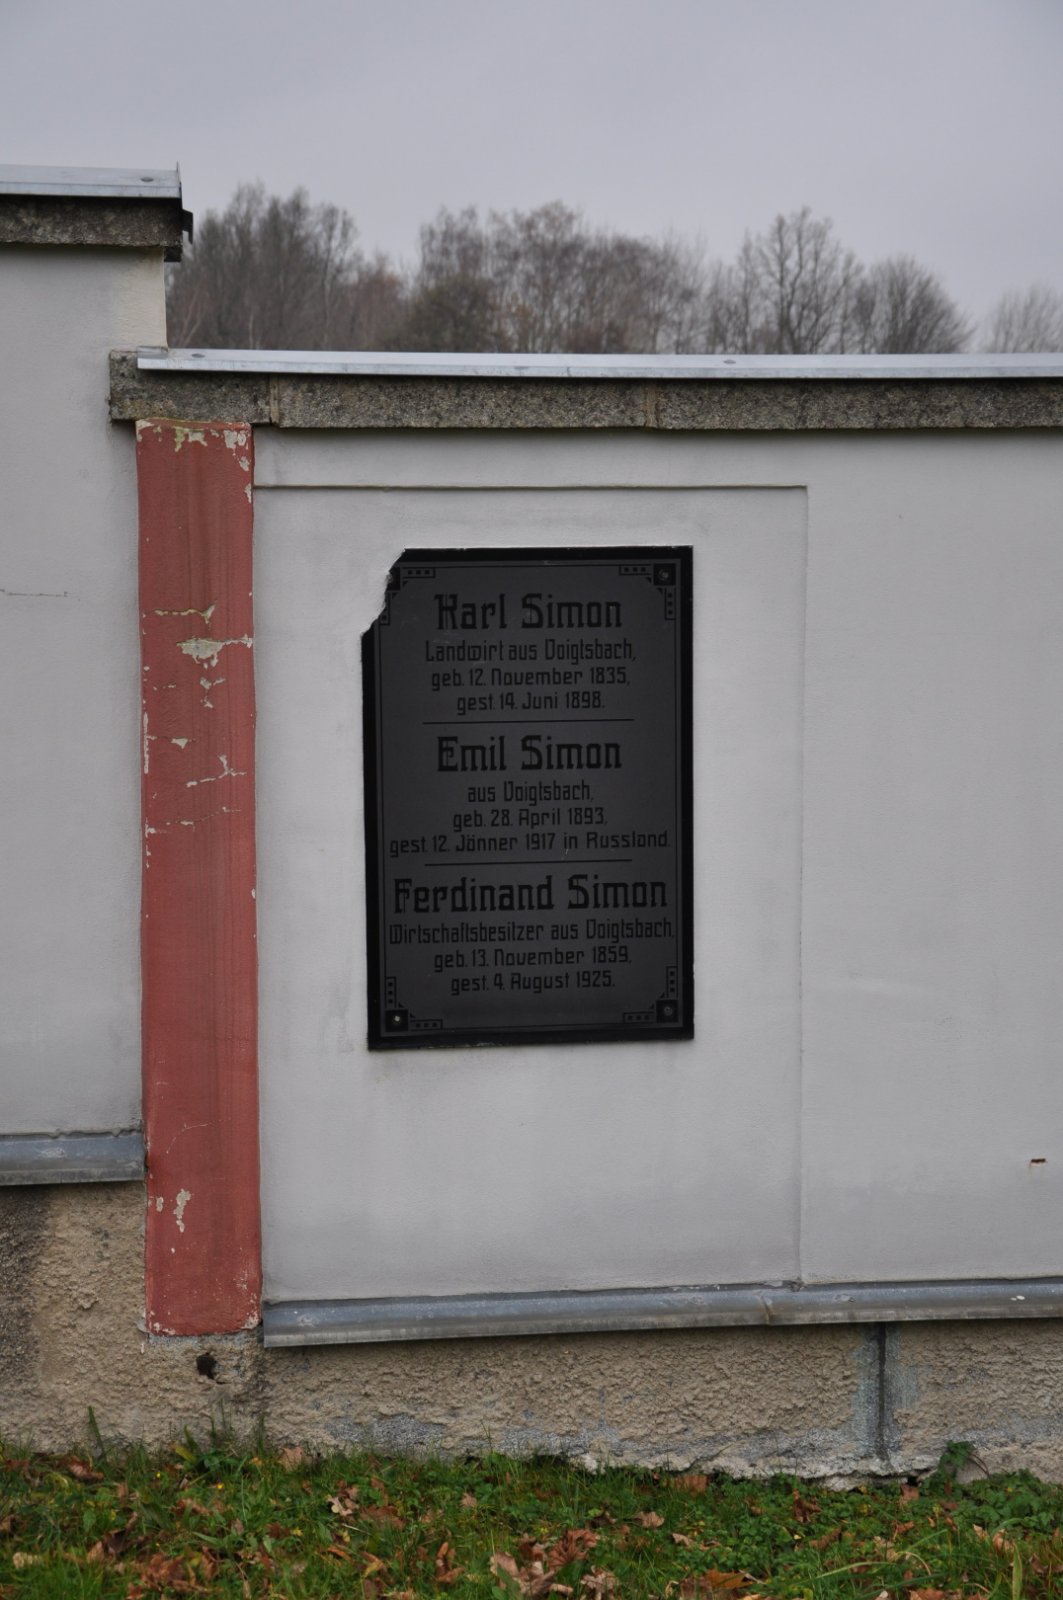 Karl Simon
Landwirt aus Voigtsbach,
geb. 12. November 1835,
gest. 14. Juni 1898.
Emil Simon
aus Voigtsbach,
geb. 28. April 1893,
gest. 12. Jänner 1917 in Russland.
Ferdinand Simon
Wirtschaftsbesitzer aus Voigtsbach,
geb. 13. November 1859,
gest. 4. August 1925.